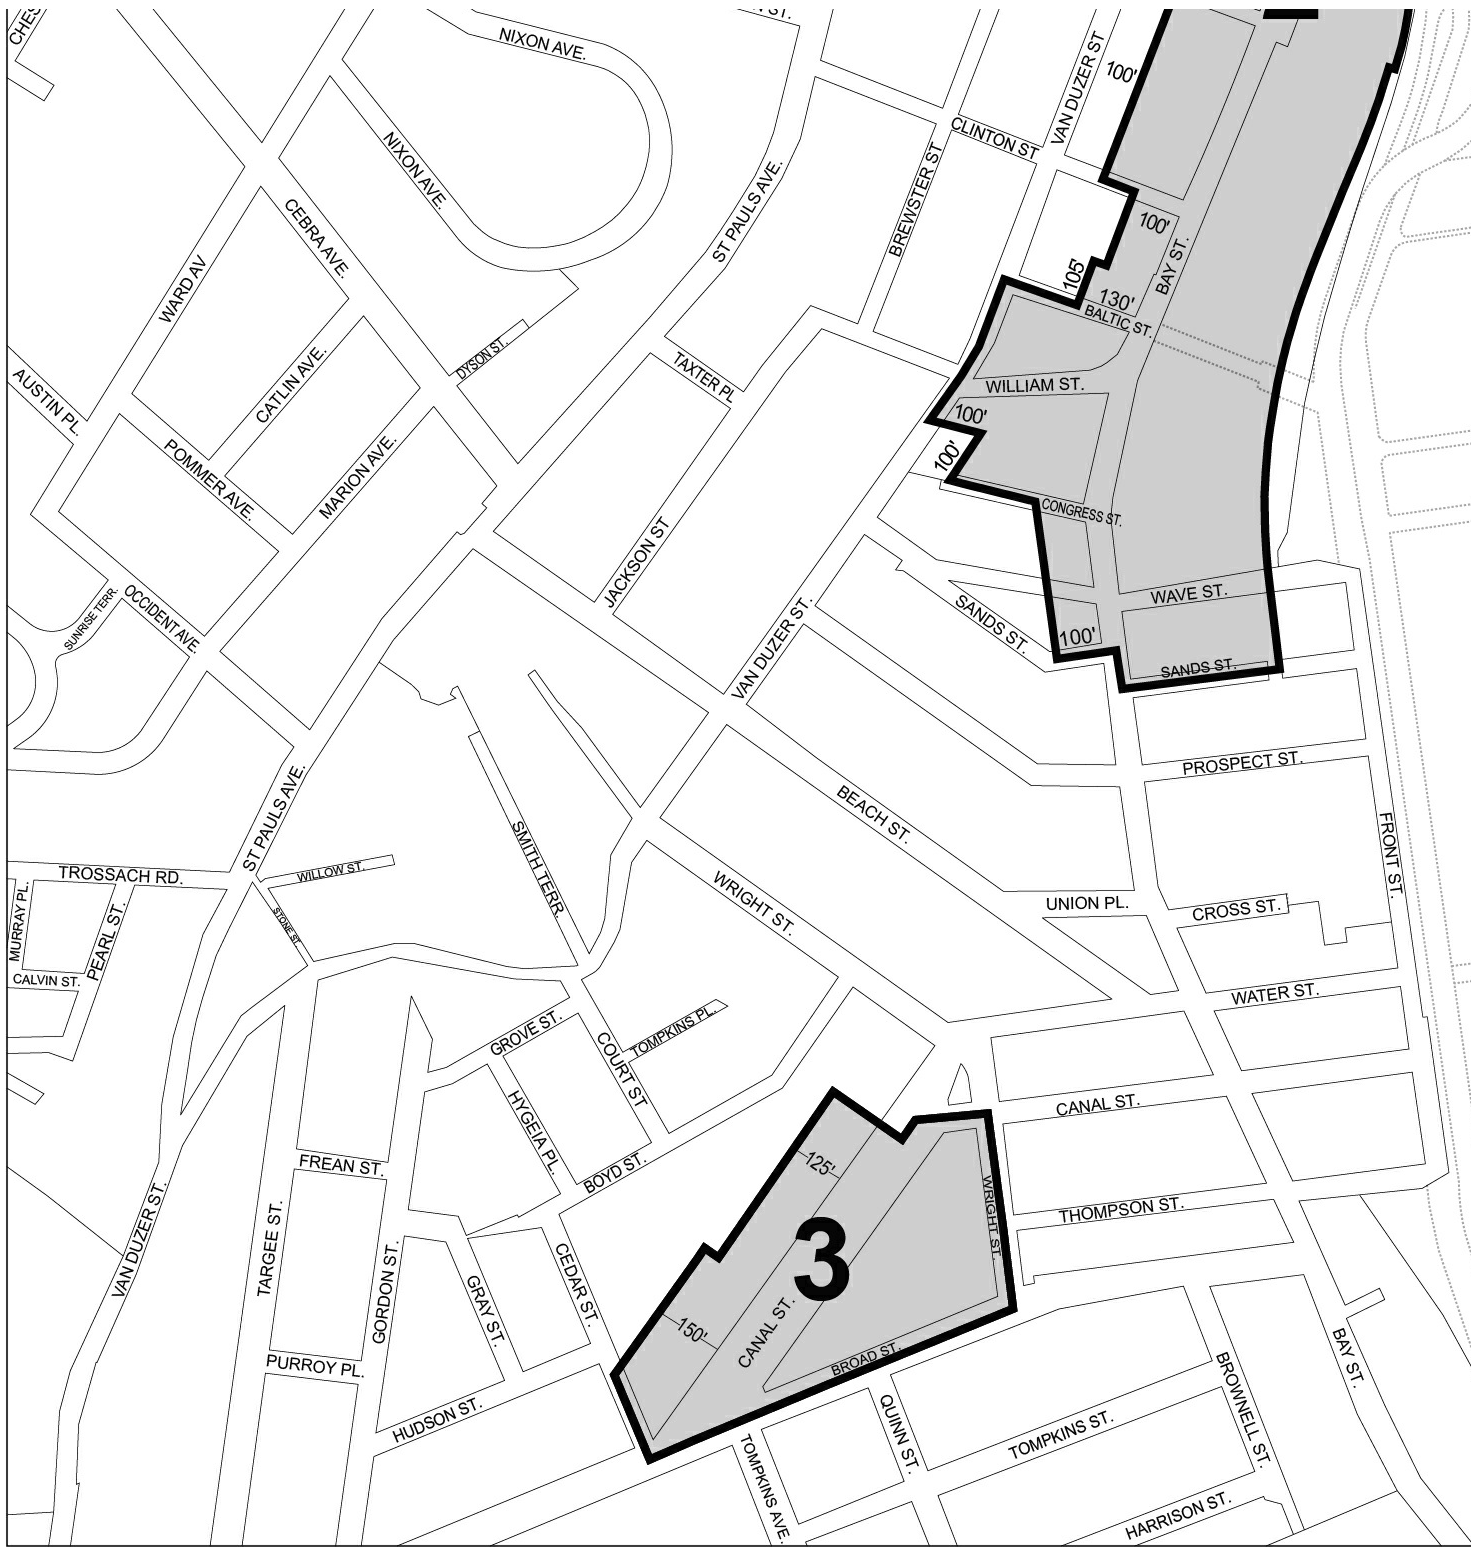 NIXON AVE.
VAN DUZER ST
100'
CLINTON ST
NIXON AVE.
BREWSTER ST
ST PAULS AVE.
CEBRA AVE.
100'
WARD AV
BAY ST.
105'
130'
BALTIC ST.
DYSON ST.
TAXTER PL
CATLIN AVE.
WILLIAM ST.
AUSTIN PL.
100'
100'
POMMER AVE.
MARION AVE.
CONGRESS ST.
JACKSON ST
OCCIDENT AVE.
SUNRISE TERR.
WAVE ST.
SANDS ST.
100'
VAN DUZER ST.
SANDS ST.
PROSPECT ST.
BEACH ST.
ST PAULS AVE.
FRONT ST.
SMITH TERR.
TROSSACH RD.
WILLOW ST.
WRIGHT ST.
MURRAY PL.
PEARL ST.
STONE ST.
UNION PL.
CROSS ST.
CALVIN ST.
WATER ST.
GROVE ST.
COURT ST
TOMPKINS PL.
CANAL ST.
HYGEIA PL.
FREAN ST.
BOYD ST.
125'
WRIGHT ST.
THOMPSON ST.
VAN DUZER ST.
TARGEE ST.
GORDON ST.
GRAY ST.
CEDAR ST.
3
150'
CANAL ST.
BROAD ST.
PURROY PL.
BAY ST.
BROWNELL ST.
HUDSON ST.
QUINN ST.
TOMPKINS ST.
TOMPKINS AVE.
HARRISON ST.